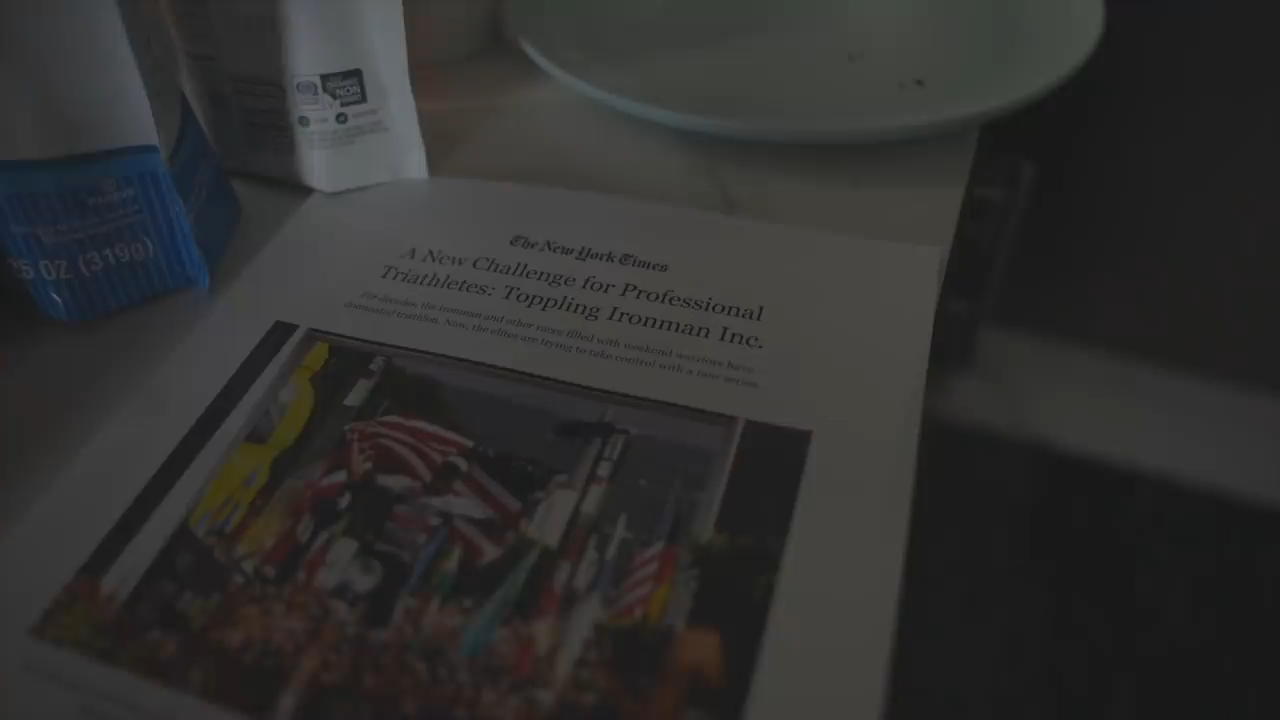 NON
25 OZ (319g)
The New York Times
A New Challenge for Professional
Triathletes: Toppling Ironman Inc.
For decades, the Ironman and other races filled with weekend warriors have
dominated triathlon. Now, the elites are trying to take control with a new series.